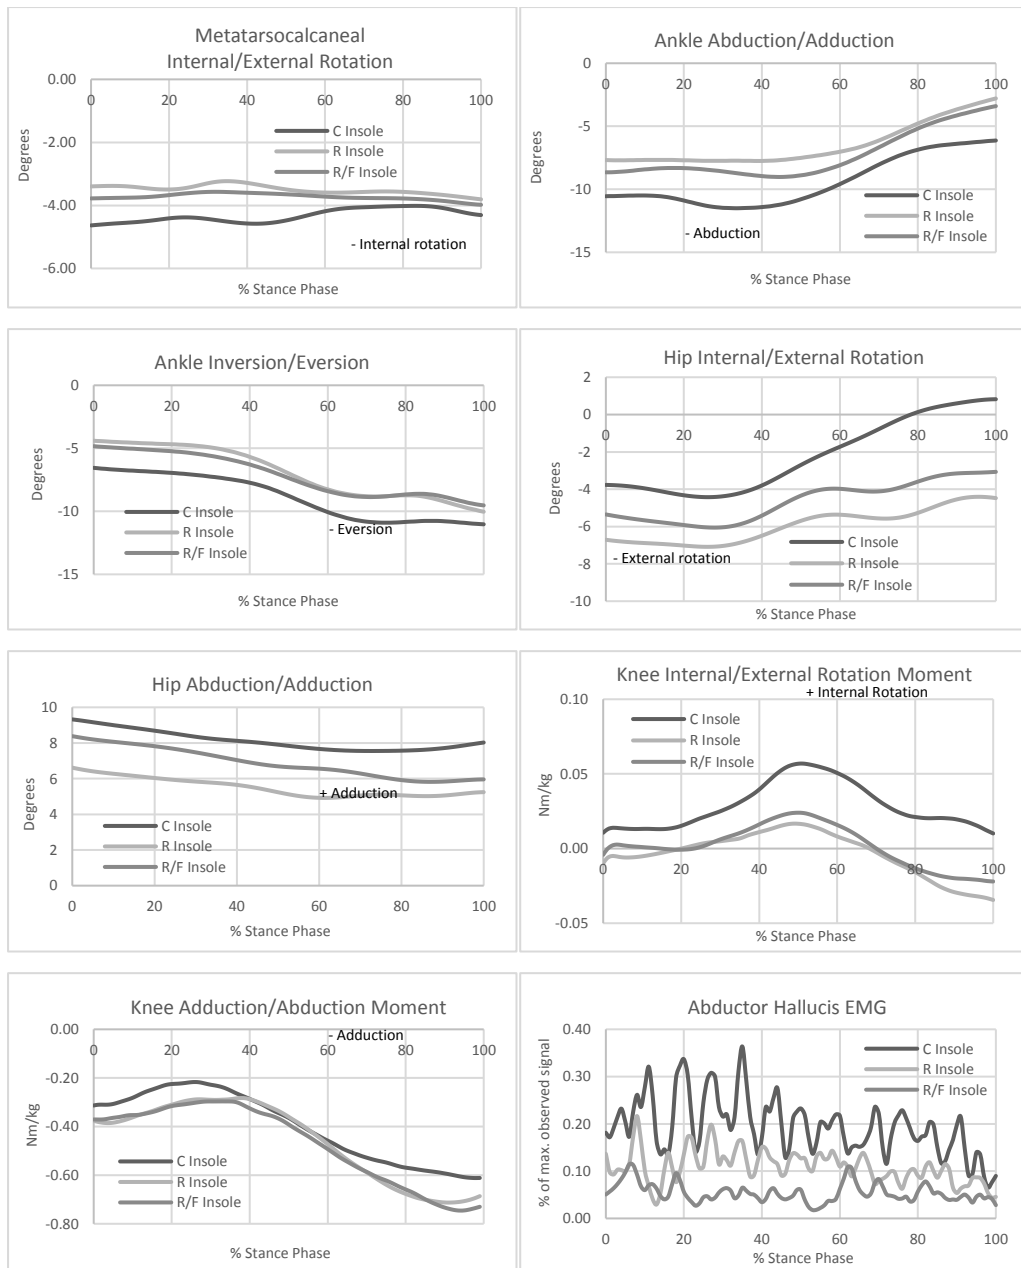 Metatarsocalcaneal
Internal/External Rotation
0.00
0 20 40 60 80 100
-2.00
-4.00
-6.00
Degrees
C Insole
R Insole
R/F Insole
- Internal rotation
% Stance Phase
Ankle Abduction/Adduction
0
0 20 40 60 80 100
-5
-10
-15
Degrees
C Insole
R Insole
R/F Insole
- Abduction
% Stance Phase
Ankle Inversion/Eversion
0
0 20 40 60 80 100
-5
-10
-15
Degrees
C Insole
R Insole
R/F Insole
- Eversion
% Stance Phase
Hip Internal/External Rotation
2
0
0 20 40 60 80 100
-2
-4
-6
-8
-10
Degrees
- External rotation
C Insole
R Insole
R/F Insole
% Stance Phase
Hip Abduction/Adduction
10
8
6
4
2
0
Degrees
+ Adduction
C Insole
R Insole
R/F Insole
0 20 40 60 80 100
% Stance Phase
Knee Internal/External Rotation Moment
+ Internal Rotation
0.10
0.05
0.00
-0.05
Nm/kg
C Insole
R Insole
R/F Insole
0 20 40 60 80 100
% Stance Phase
Knee Adduction/Abduction Moment
- Adduction
0.00
0 20 40 60 80 100
-0.20
-0.40
-0.60
-0.80
Nm/kg
C Insole
R Insole
R/F Insole
% Stance Phase
Abductor Hallucis EMG
0.40
0.30
0.20
0.10
0.00
% of max. observed signal
C Insole
R Insole
R/F Insole
0 20 40 60 80 100
% Stance Phase